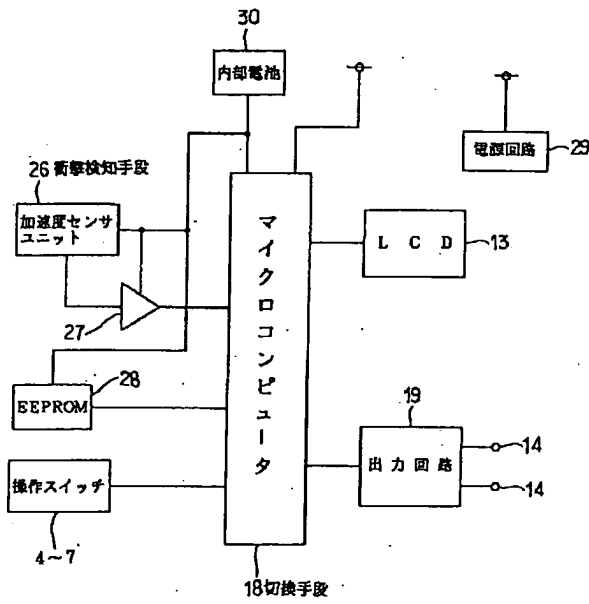 30
内部電池
電源回路
29
26 衝撃検知手段
加速度センサ
ユニット
27
マイクロコンピュータ
LCD
13
EEPROM
28
操作スイッチ
4〜7
19
出力回路
14
14
18切換手段